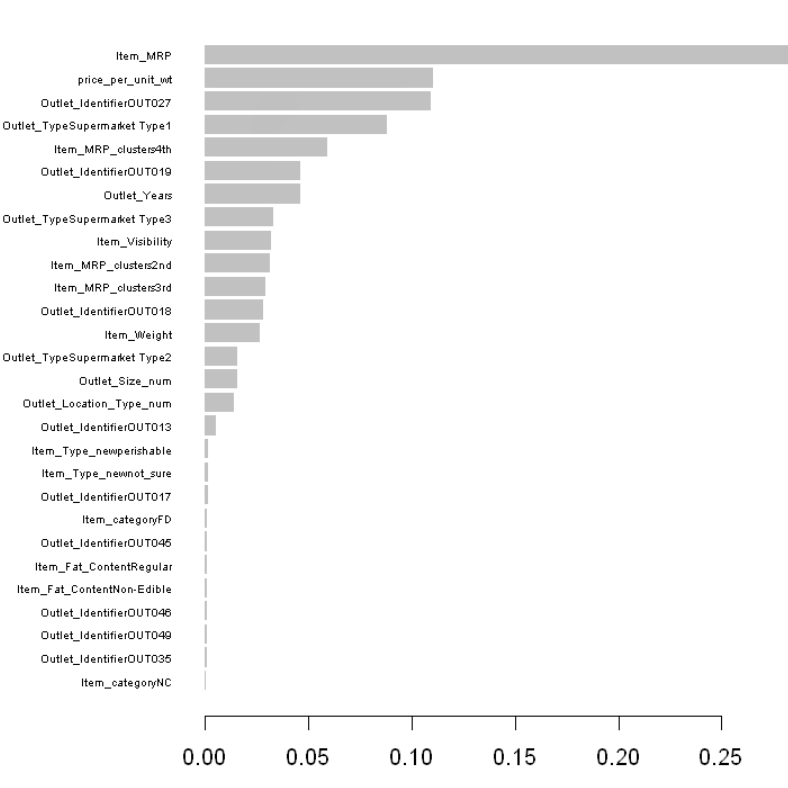 Item_MRP
price_per_unit_wt
Outlet_IdentifierOUT027
Outlet_TypeSupermarket Type1
Item_MRP_clusters4th
Outlet_IdentifierOUT019
Outlet_Years
Outlet_TypeSupermarket Type3
Item_Visibility
Item_MRP_clusters2nd
Item_MRP_clusters3rd
Outlet_IdentifierOUT018
Item_Weight
Outlet_TypeSupermarket Type2
Outlet_Size_num
Outlet_Location_Type_num
Outlet_IdentifierOUT013
Item_Type_newperishable
Item_Type_newnot_sure
Outlet_IdentifierOUT017
Item_categoryFD
Outlet_IdentifierOUT045
Item_Fat_ContentRegular
Item_Fat_ContentNon-Edible
Outlet_IdentifierOUT046
Outlet_IdentifierOUT049
Outlet_IdentifierOUT035
Item_categoryNC
0.00 0.05 0.10 0.15 0.20 0.25